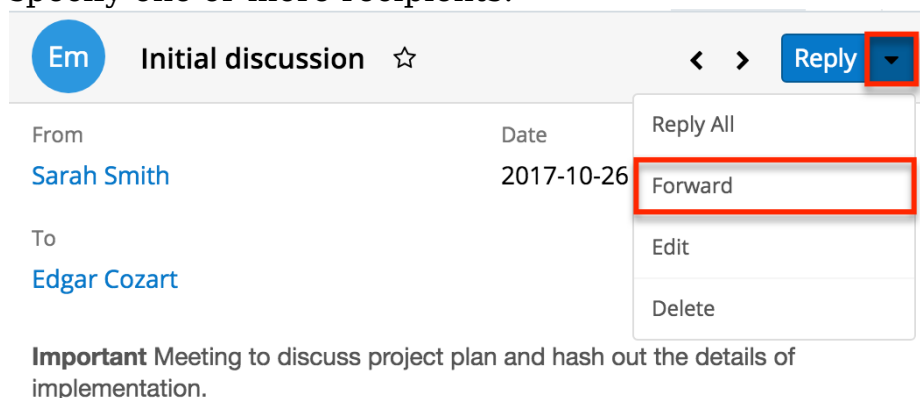 Specify one or more recipients.
Em Initial discussion Reply
From Date Reply All
Sarah Smith 2017-10-26 Forward
To Edit
Edgar Cozart
Delete
Important Meeting to discuss project plan and hash out the details of
implementation.